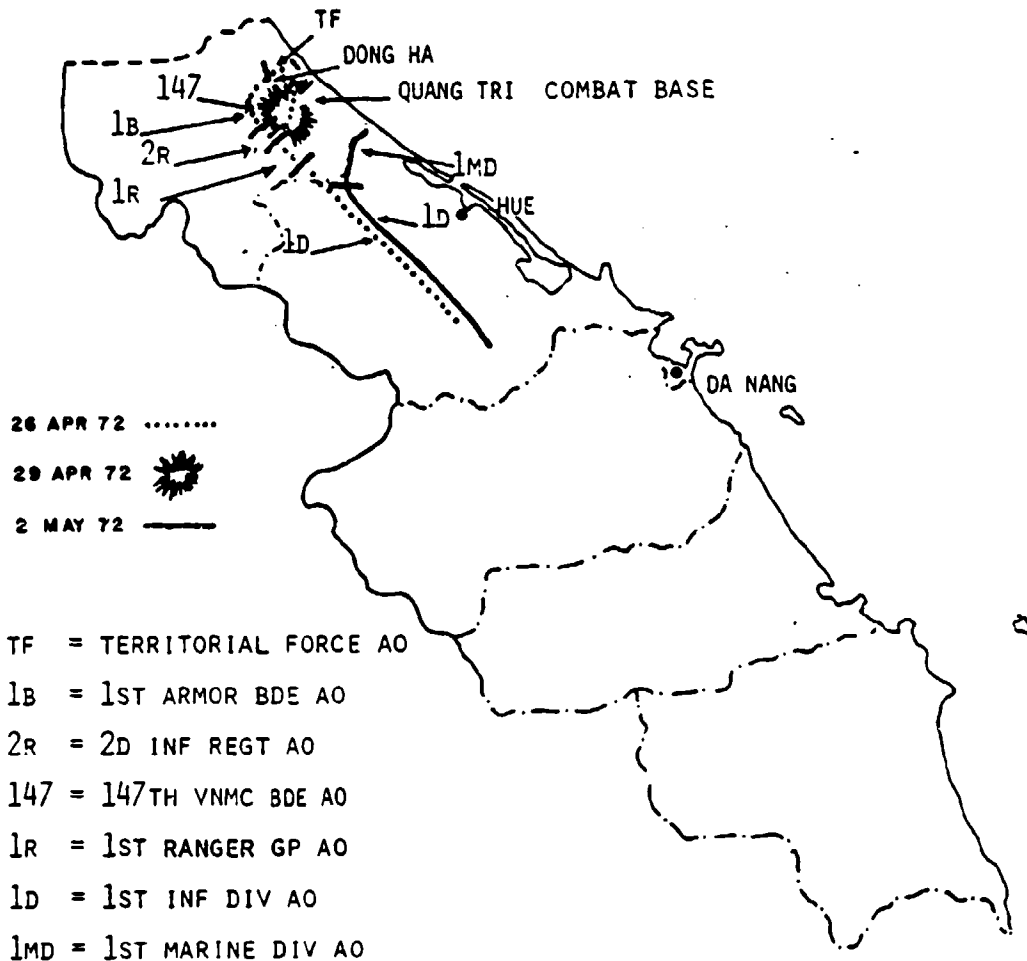 TF
DONG HA
147
QUANG TRI COMBAT BASE
1B
2R
1MD
1R
HUE
1D
1D
DA NANG
26 APR 72
29 APR 72
2 MAY 72
TF = TERRITORIAL FORCE AO
1B = 1ST ARMOR BDE AO
2R = 2D INF REGT AO
147 = 147TH VNMC BDE AO
1R = 1ST RANGER GP AO
1D = 1ST INF DIV AO
1MD = 1ST MARINE DIV AO